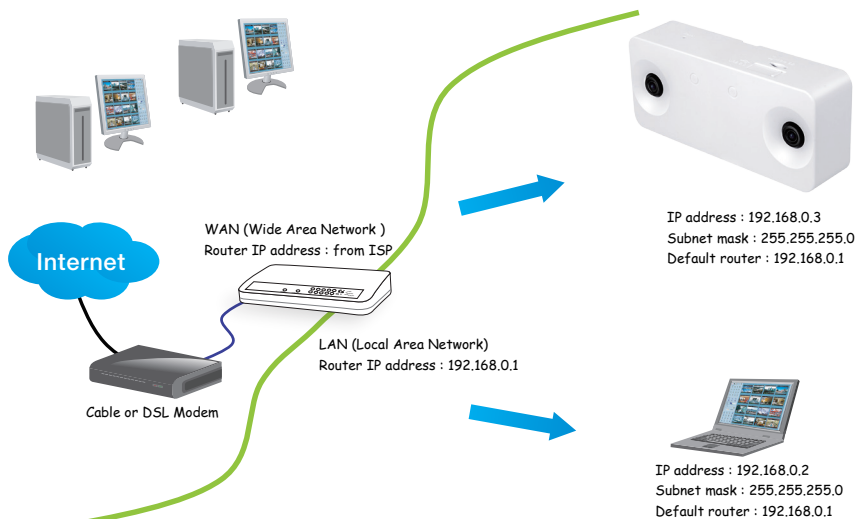 WAN (Wide Area Network )
Router IP address : from ISP
Internet
LAN (Local Area Network)
Router IP address : 192.168.0.1
Cable or DSL Modem
IP address : 192.168.0.3
Subnet mask : 255.255.255.0
Default router : 192.168.0.1
IP address : 192.168.0.2
Subnet mask : 255.255.255.0
Default router : 192.168.0.1